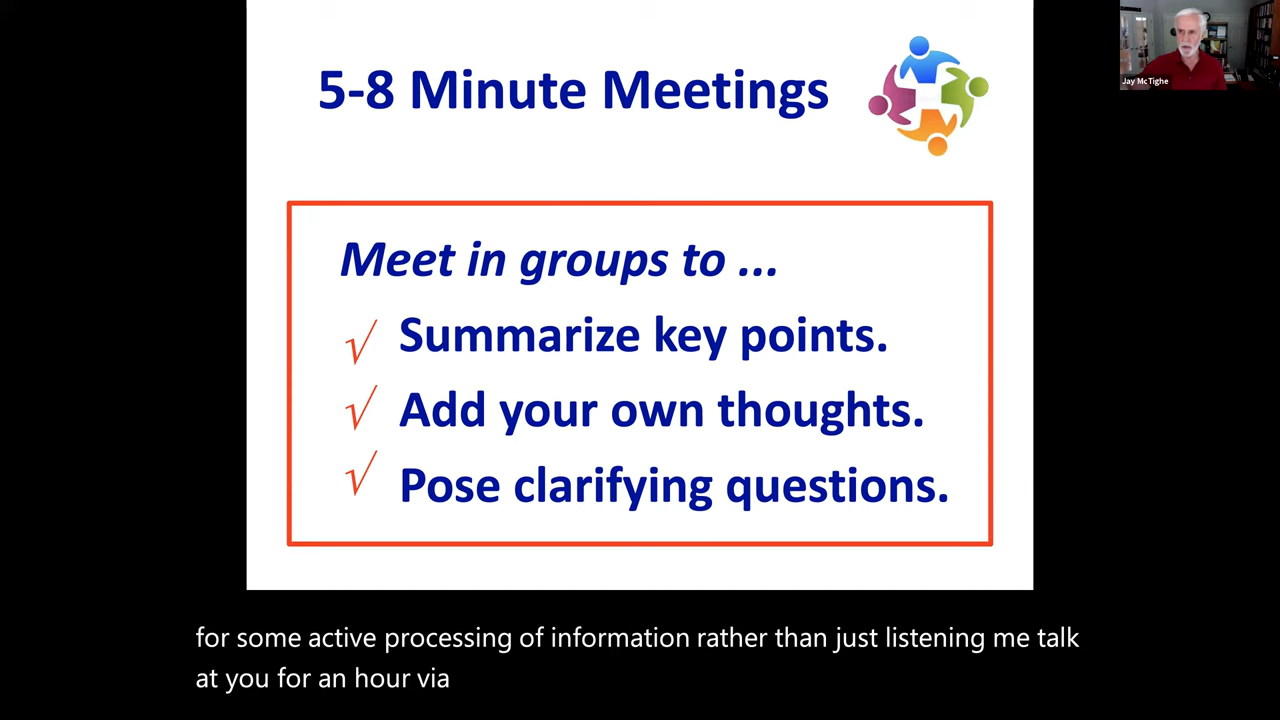 5-8 Minute Meetings
Jay McTighe
Meet in groups to ...
√ Summarize key points.
√ Add your own thoughts.
√ Pose clarifying questions.
for some active processing of information rather than just listening me talk
at you for an hour via